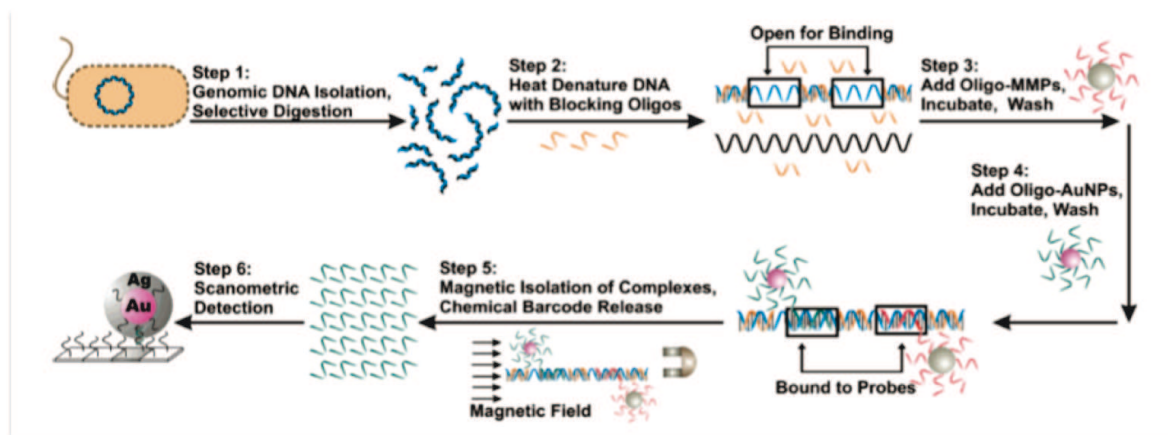 Open for Binding
Step 1:
Genomic DNA Isolation,
Selective Digestion
Step 2:
Heat Denature DNA
with Blocking Oligos
Step 3:
Add Oligo-MMPs,
Incubate, Wash
Step 4:
Add Oligo-AuNPs,
Incubate, Wash
Bound to Probes
Step 5:
Magnetic Isolation of Complexes,
Chemical Barcode Release
Magnetic Field
Step 6:
Scanometric
Detection
Ag
Au